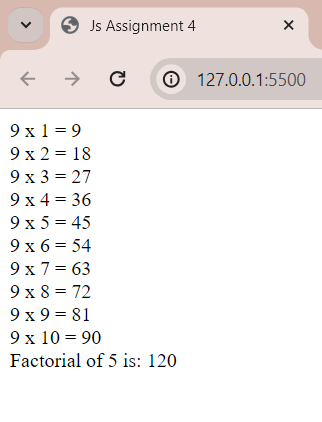 Js Assignment 4
127.0.0.1:5500
9 x 1 = 9
9 x 2 = 18
9 x 3 = 27
9 x 4 = 36
9 x 5 = 45
9 x 6 = 54
9 x 7 = 63
9 x 8 = 72
9 x 9 = 81
9 x 10 = 90
Factorial of 5 is: 120